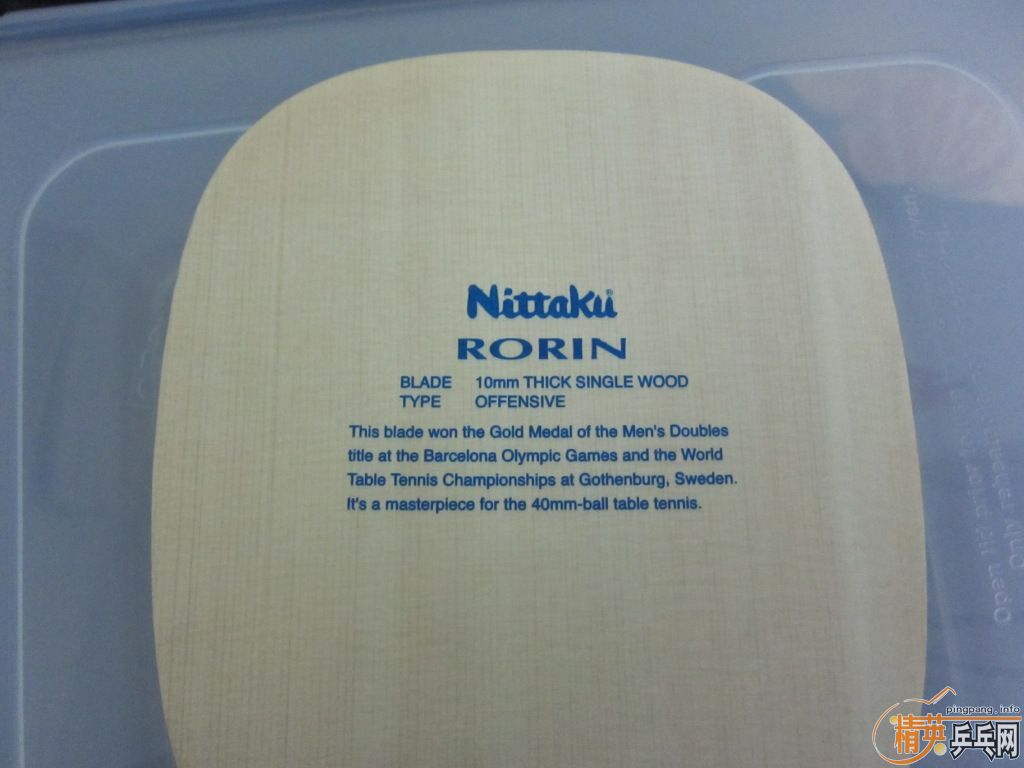 Nittaku®
RORIN
BLADE 10mm THICK SINGLE WOOD
TYPE OFFENSIVE
This blade won the Gold Medal of the Men's Doubles
title at the Barcelona Olympic Games and the World
Table Tennis Championships at Gothenburg, Sweden.
It's a masterpiece for the 40mm-ball table tennis.
pingpang.info
精英乒乓网